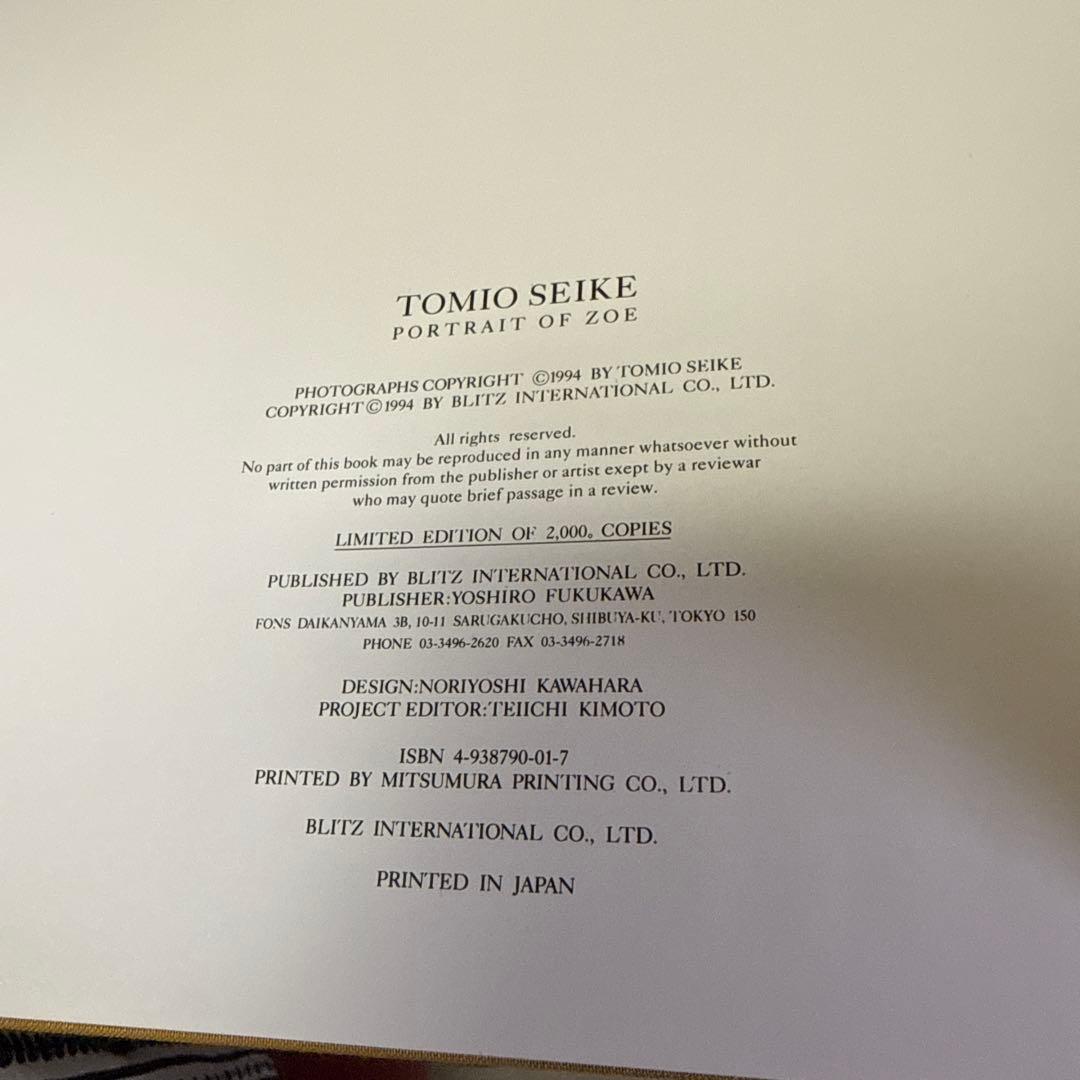 TOMIO SEIKE
PORTRAIT OF ZOE
PHOTOGRAPHS COPYRIGHT ©1994 BY TOMIO SEIKE
COPYRIGHT©1994 BY BLITZ INTERNATIONAL CO., LTD.
All rights reserved.
No part of this book may be reproduced in any manner whatsoever without
written permission from the publisher or artist exept by a reviewar
who may quote brief passage in a review.
LIMITED EDITION OF 2,000。 COPIES
PUBLISHED BY BLITZ INTERNATIONAL CO., LTD.
PUBLISHER:YOSHIRO FUKUKAWA
FONS DAIKANYAMA 3B, 10-11 SARUGAKUCHO, SHIBUYA-KU, TOKYO 150
PHONE 03-3496-2620 FAX 03-3496-2718
DESIGN:NORIYOSHI KAWAHARA
PROJECT EDITOR:TEIICHI KIMOTO
ISBN 4-938790-01-7
PRINTED BY MITSUMURA PRINTING CO., LTD.
BLITZ INTERNATIONAL CO., LTD.
PRINTED IN JAPAN